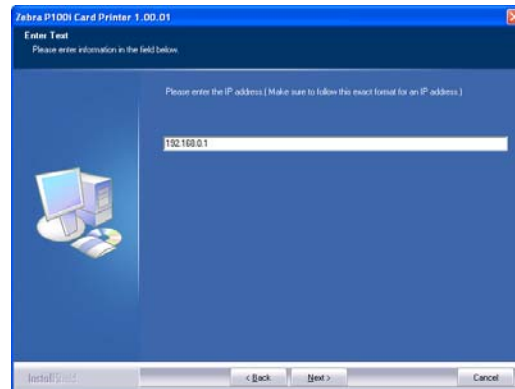 Zebra P100i Card Printer 1.00.01
Enter Text
Please enter information in the field below.
Please enter the IP address.( Make sure to follow this exact format for an IP address.)
192.168.0.1
InstallShield
< Back
Next >
Cancel